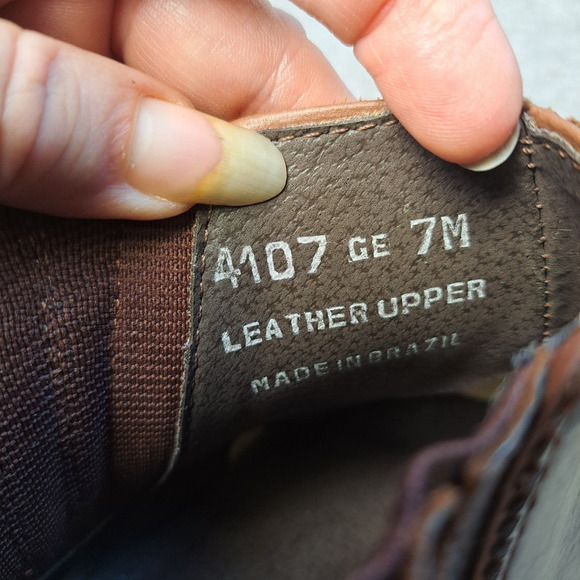 4107 GE 7M
LEATHER UPPER
MADE IN BRAZIL